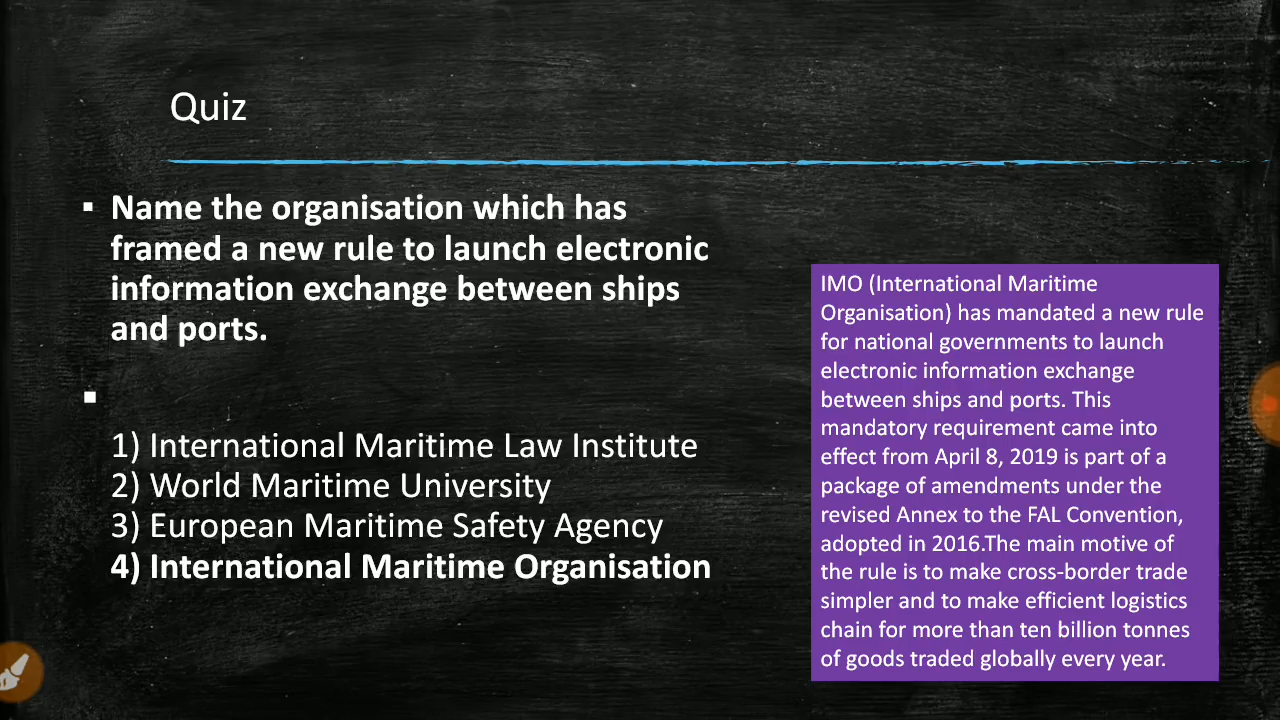 Quiz
▪ Name the organisation which has
framed a new rule to launch electronic
information exchange between ships
and ports.
▪
1) International Maritime Law Institute
2) World Maritime University
3) European Maritime Safety Agency
4) International Maritime Organisation
IMO (International Maritime
Organisation) has mandated a new rule
for national governments to launch
electronic information exchange
between ships and ports. This
mandatory requirement came into
effect from April 8, 2019 is part of a
package of amendments under the
revised Annex to the FAL Convention,
adopted in 2016.The main motive of
the rule is to make cross-border trade
simpler and to make efficient logistics
chain for more than ten billion tonnes
of goods traded globally every year.